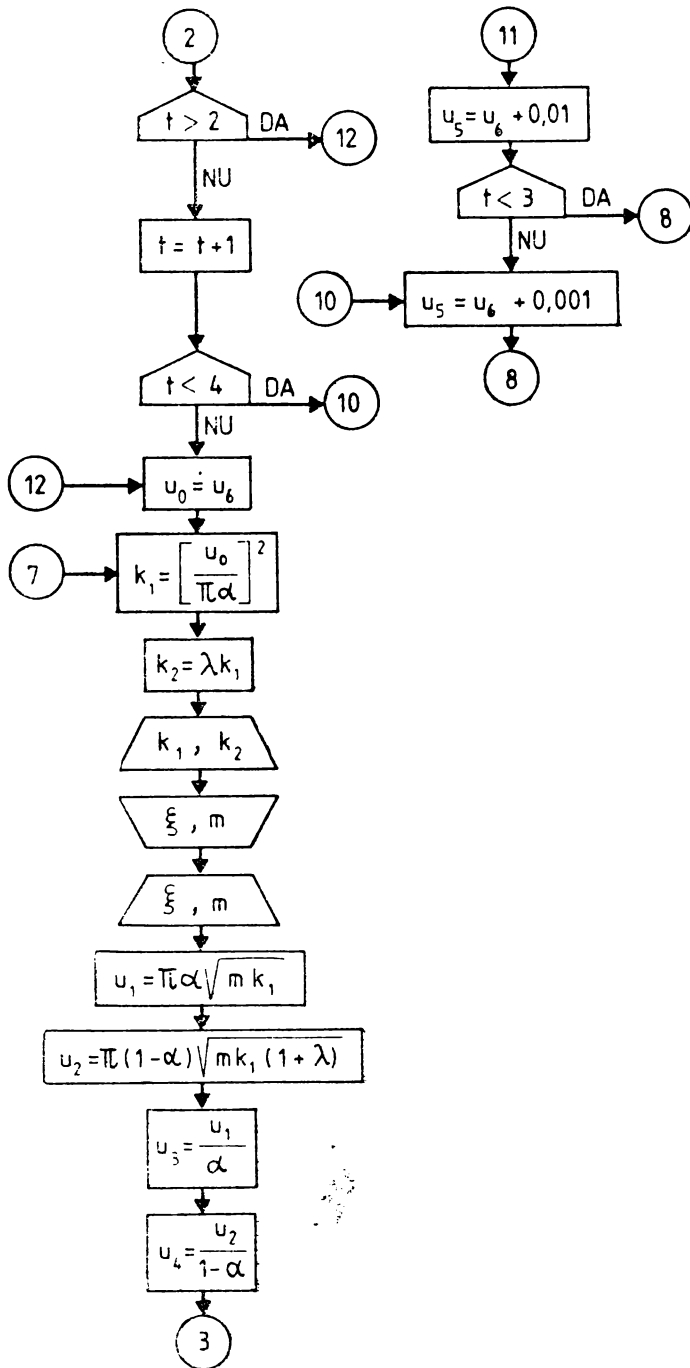 2
t > 2 DA
12
NU
t = t+1
t < 4 DA
10
NU
12
u₀ = u₆
7
k₁ = [u₀/πα]²
k₂ = λk₁
k₁ , k₂
ξ , m
ξ , m
u₁ = πα√(mk₁)
u₂ = π(1-α)√(mk₁(1+λ))
u₃ = u₁/α
u₄ = u₂/1-α
3
11
u₅ = u₆ + 0,01
t < 3 DA
8
NU
10
u₅ = u₆ + 0,001
8